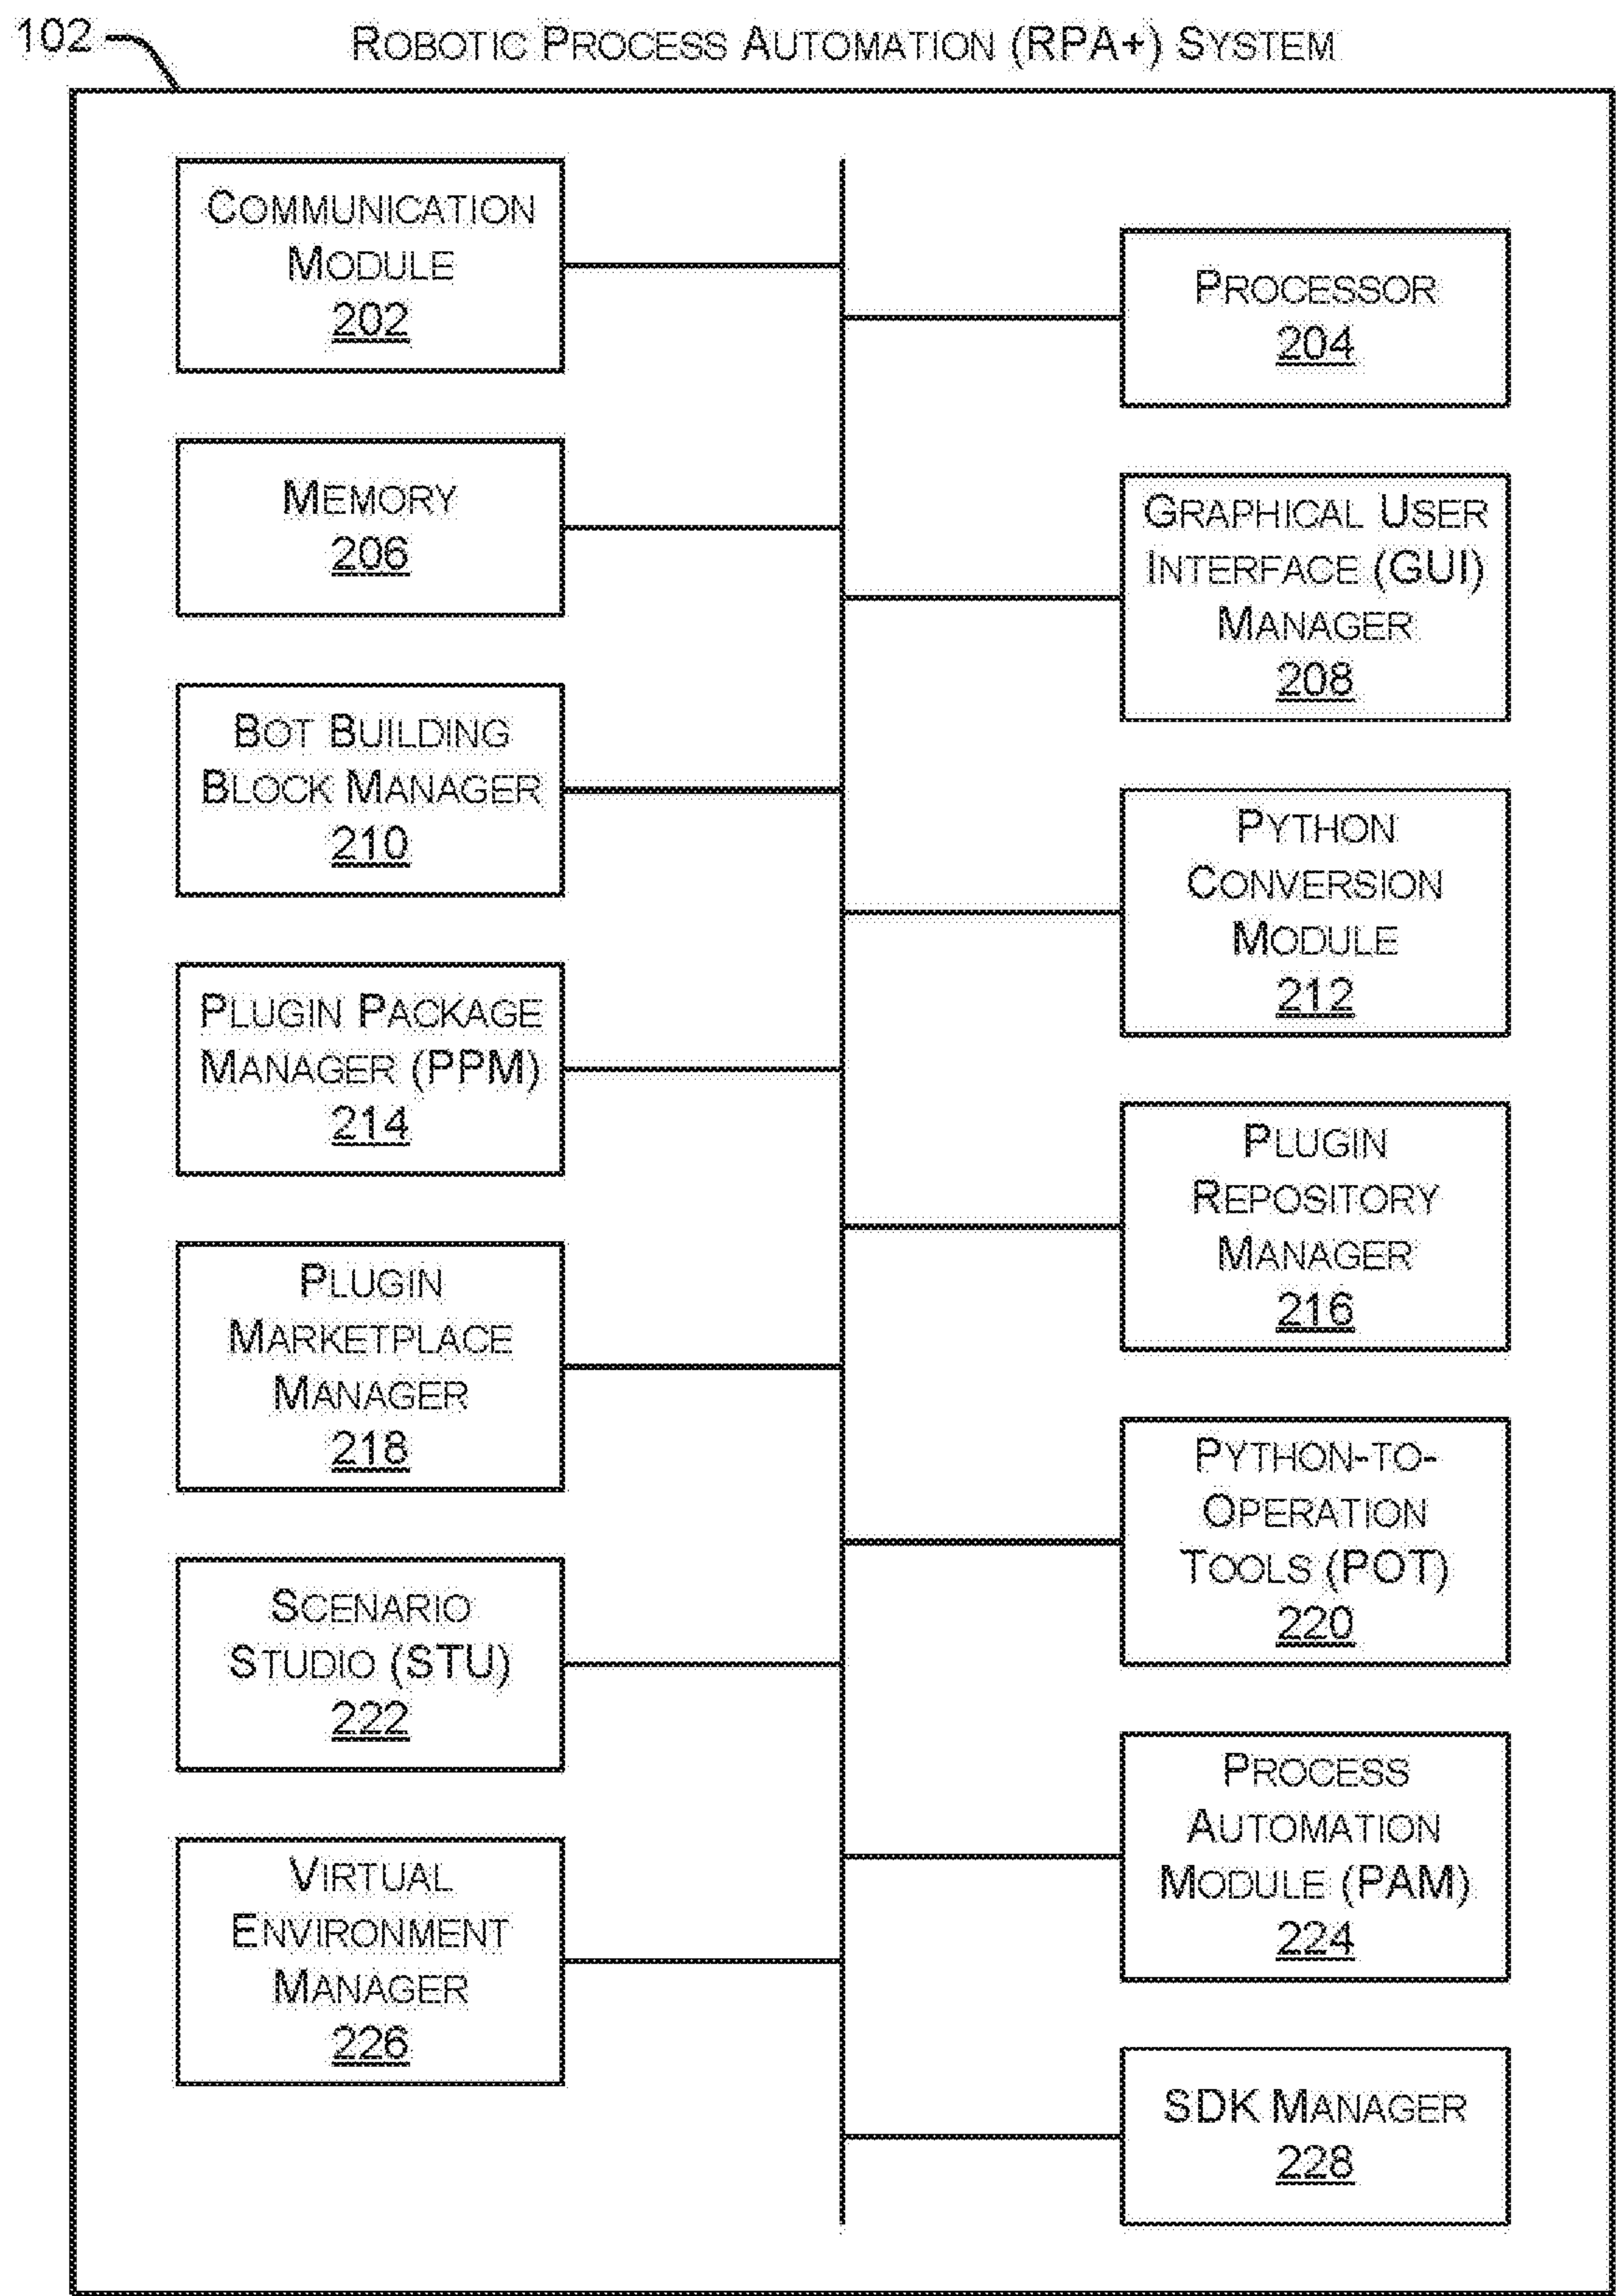 102
ROBOTIC PROCESS AUTOMATION (RPA+) SYSTEM
COMMUNICATION
MODULE
202
PROCESSOR
204
MEMORY
206
GRAPHICAL USER
INTERFACE (GUI)
MANAGER
208
BOT BUILDING
BLOCK MANAGER
210
PYTHON
CONVERSION
MODULE
212
PLUGIN PACKAGE
MANAGER (PPM)
214
PLUGIN
REPOSITORY
MANAGER
216
PLUGIN
MARKETPLACE
MANAGER
218
PYTHON-TO-
OPERATION
TOOLS (POT)
220
SCENARIO
STUDIO (STU)
222
PROCESS
AUTOMATION
MODULE (PAM)
224
VIRTUAL
ENVIRONMENT
MANAGER
226
SDK MANAGER
228